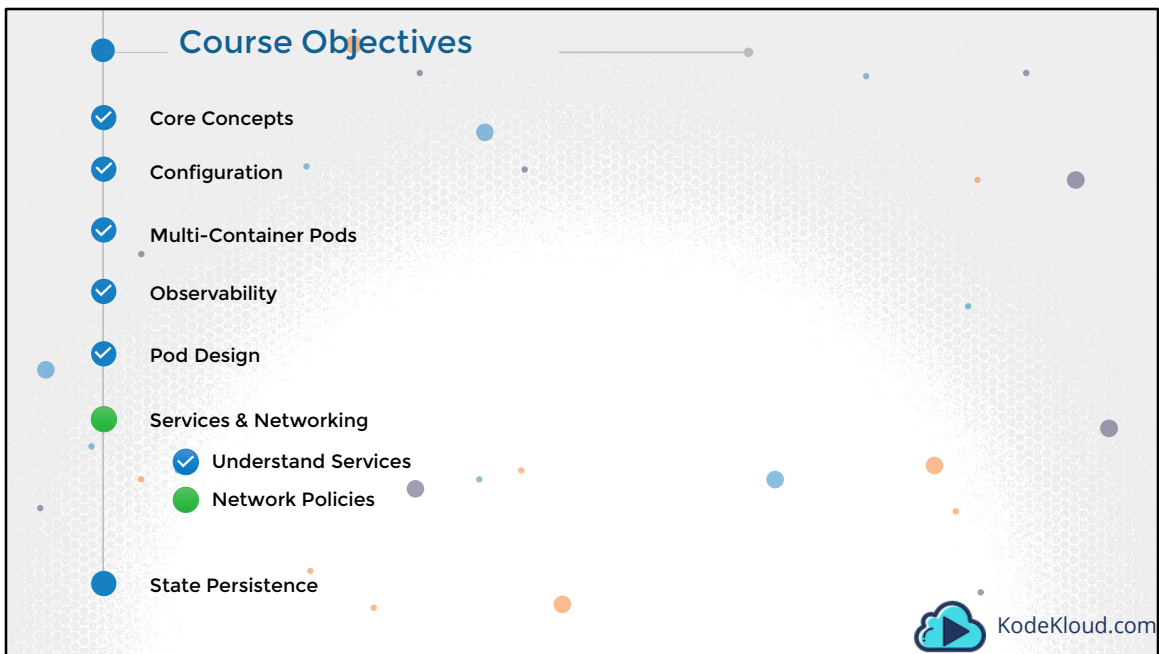 Course Objectives
Core Concepts
Configuration
Multi-Container Pods
Observability
Pod Design
Services & Networking
Understand Services
Network Policies
State Persistence
KodeKloud.com